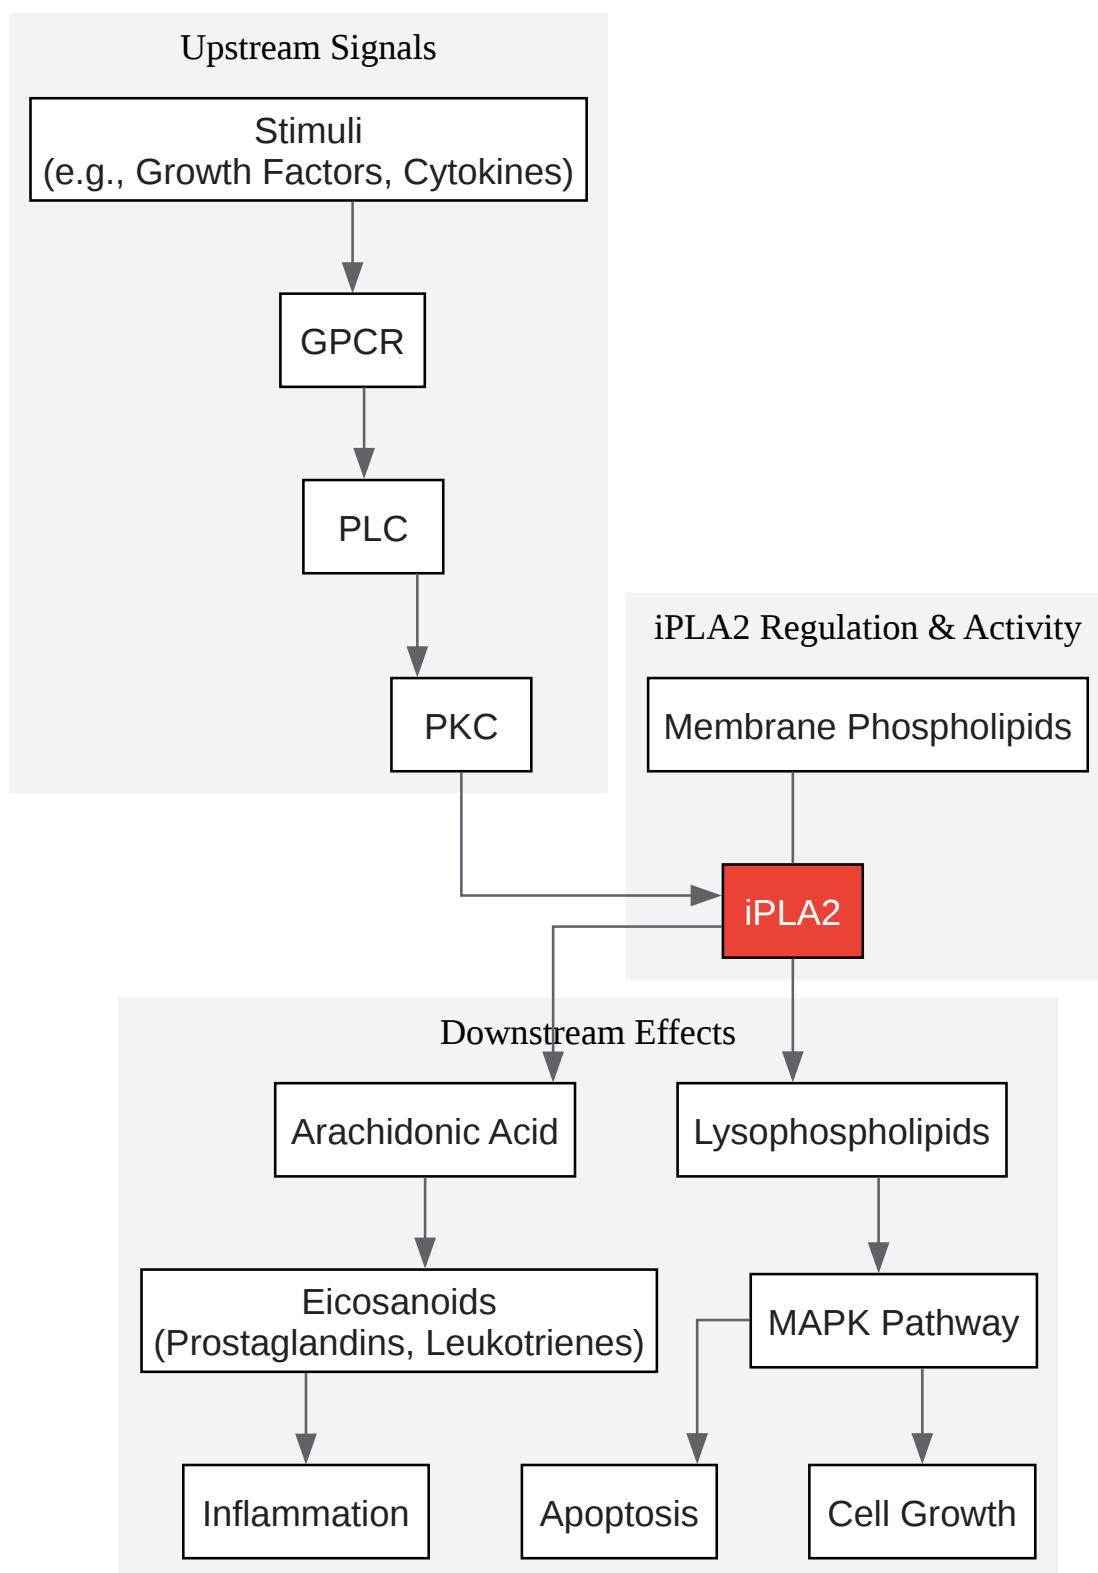 Upstream Signals
Stimuli
(e.g., Growth Factors, Cytokines)
GPCR
PLC
PKC
iPLA2 Regulation & Activity
Membrane Phospholipids
iPLA2
Downstream Effects
Arachidonic Acid
Lysophospholipids
Eicosanoids
(Prostaglandins, Leukotrienes)
MAPK Pathway
Inflammation
Apoptosis
Cell Growth